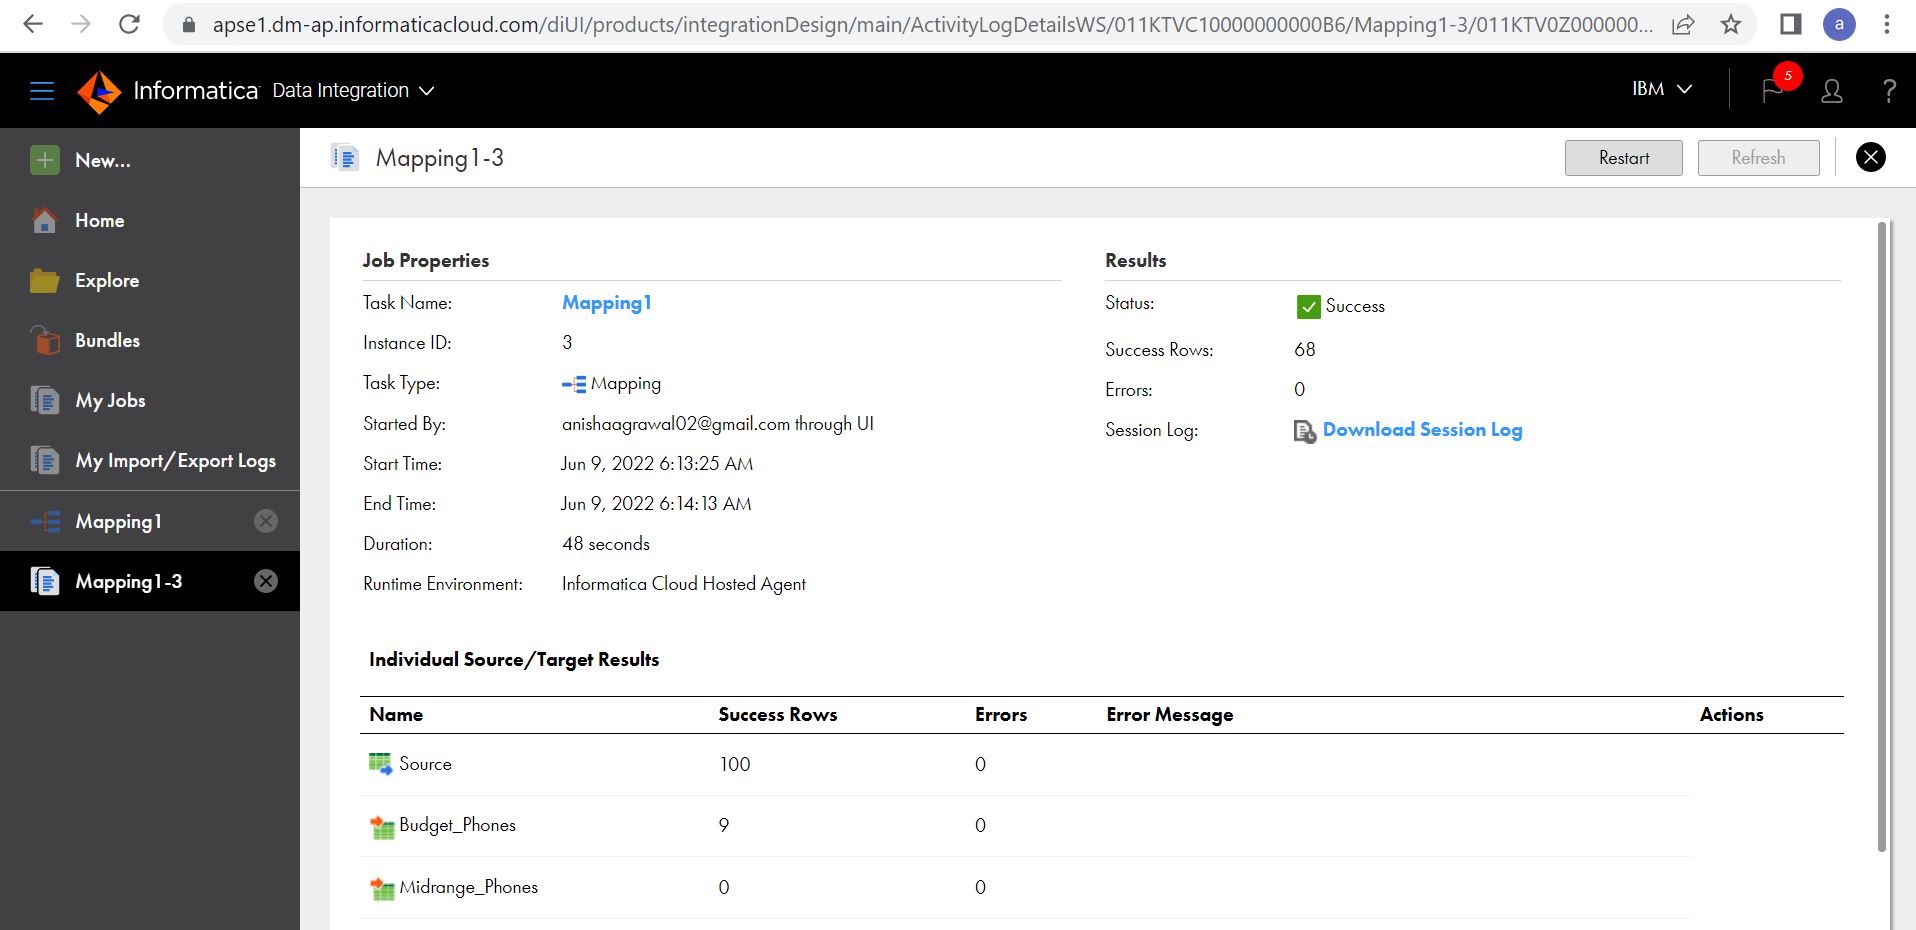 apse1.dm-ap.informaticacloud.com/diUI/products/integrationDesign/main/ActivityLogDetailsWS/011KTVC10000000000B6/Mapping1-3/011KTV0Z000000...
a
Informatica Data Integration
IBM
5
?
New...
Home
Explore
Bundles
My Jobs
My Import/Export Logs
Mapping1
Mapping1-3
Mapping1-3
Restart
Refresh
Job Properties
Task Name: Mapping1
Instance ID: 3
Task Type: Mapping
Started By: anishaagrawal02@gmail.com through UI
Start Time: Jun 9, 2022 6:13:25 AM
End Time: Jun 9, 2022 6:14:13 AM
Duration: 48 seconds
Runtime Environment: Informatica Cloud Hosted Agent
Results
Status: Success
Success Rows: 68
Errors: 0
Session Log: Download Session Log
Individual Source/Target Results
Name Success Rows Errors Error Message Actions
Source 100 0
Budget_Phones 9 0
Midrange_Phones 0 0